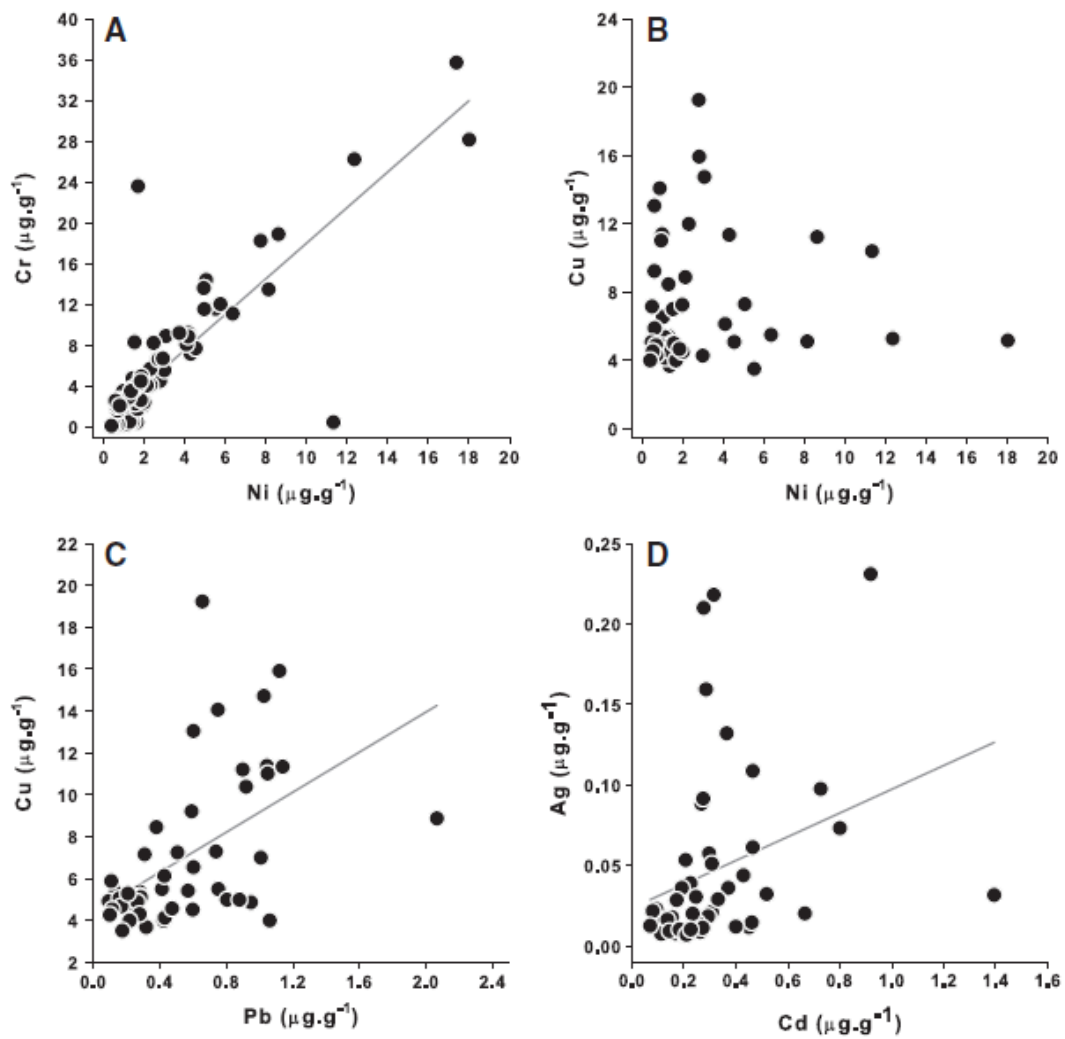 A
40
36
32
28
24
20
16
12
8
4
0
Cr (μg.g⁻¹)
0 2 4 6 8 10 12 14 16 18 20
Ni (μg.g⁻¹)
B
24
20
16
12
8
4
0
Cu (μg.g⁻¹)
0 2 4 6 8 10 12 14 16 18 20
Ni (μg.g⁻¹)
C
22
20
18
16
14
12
10
8
6
4
2
Cu (μg.g⁻¹)
0.0 0.4 0.8 1.2 1.6 2.0 2.4
Pb (μg.g⁻¹)
D
0.25
0.20
0.15
0.10
0.05
0.00
Ag (μg.g⁻¹)
0.0 0.2 0.4 0.6 0.8 1.0 1.2 1.4 1.6
Cd (μg.g⁻¹)